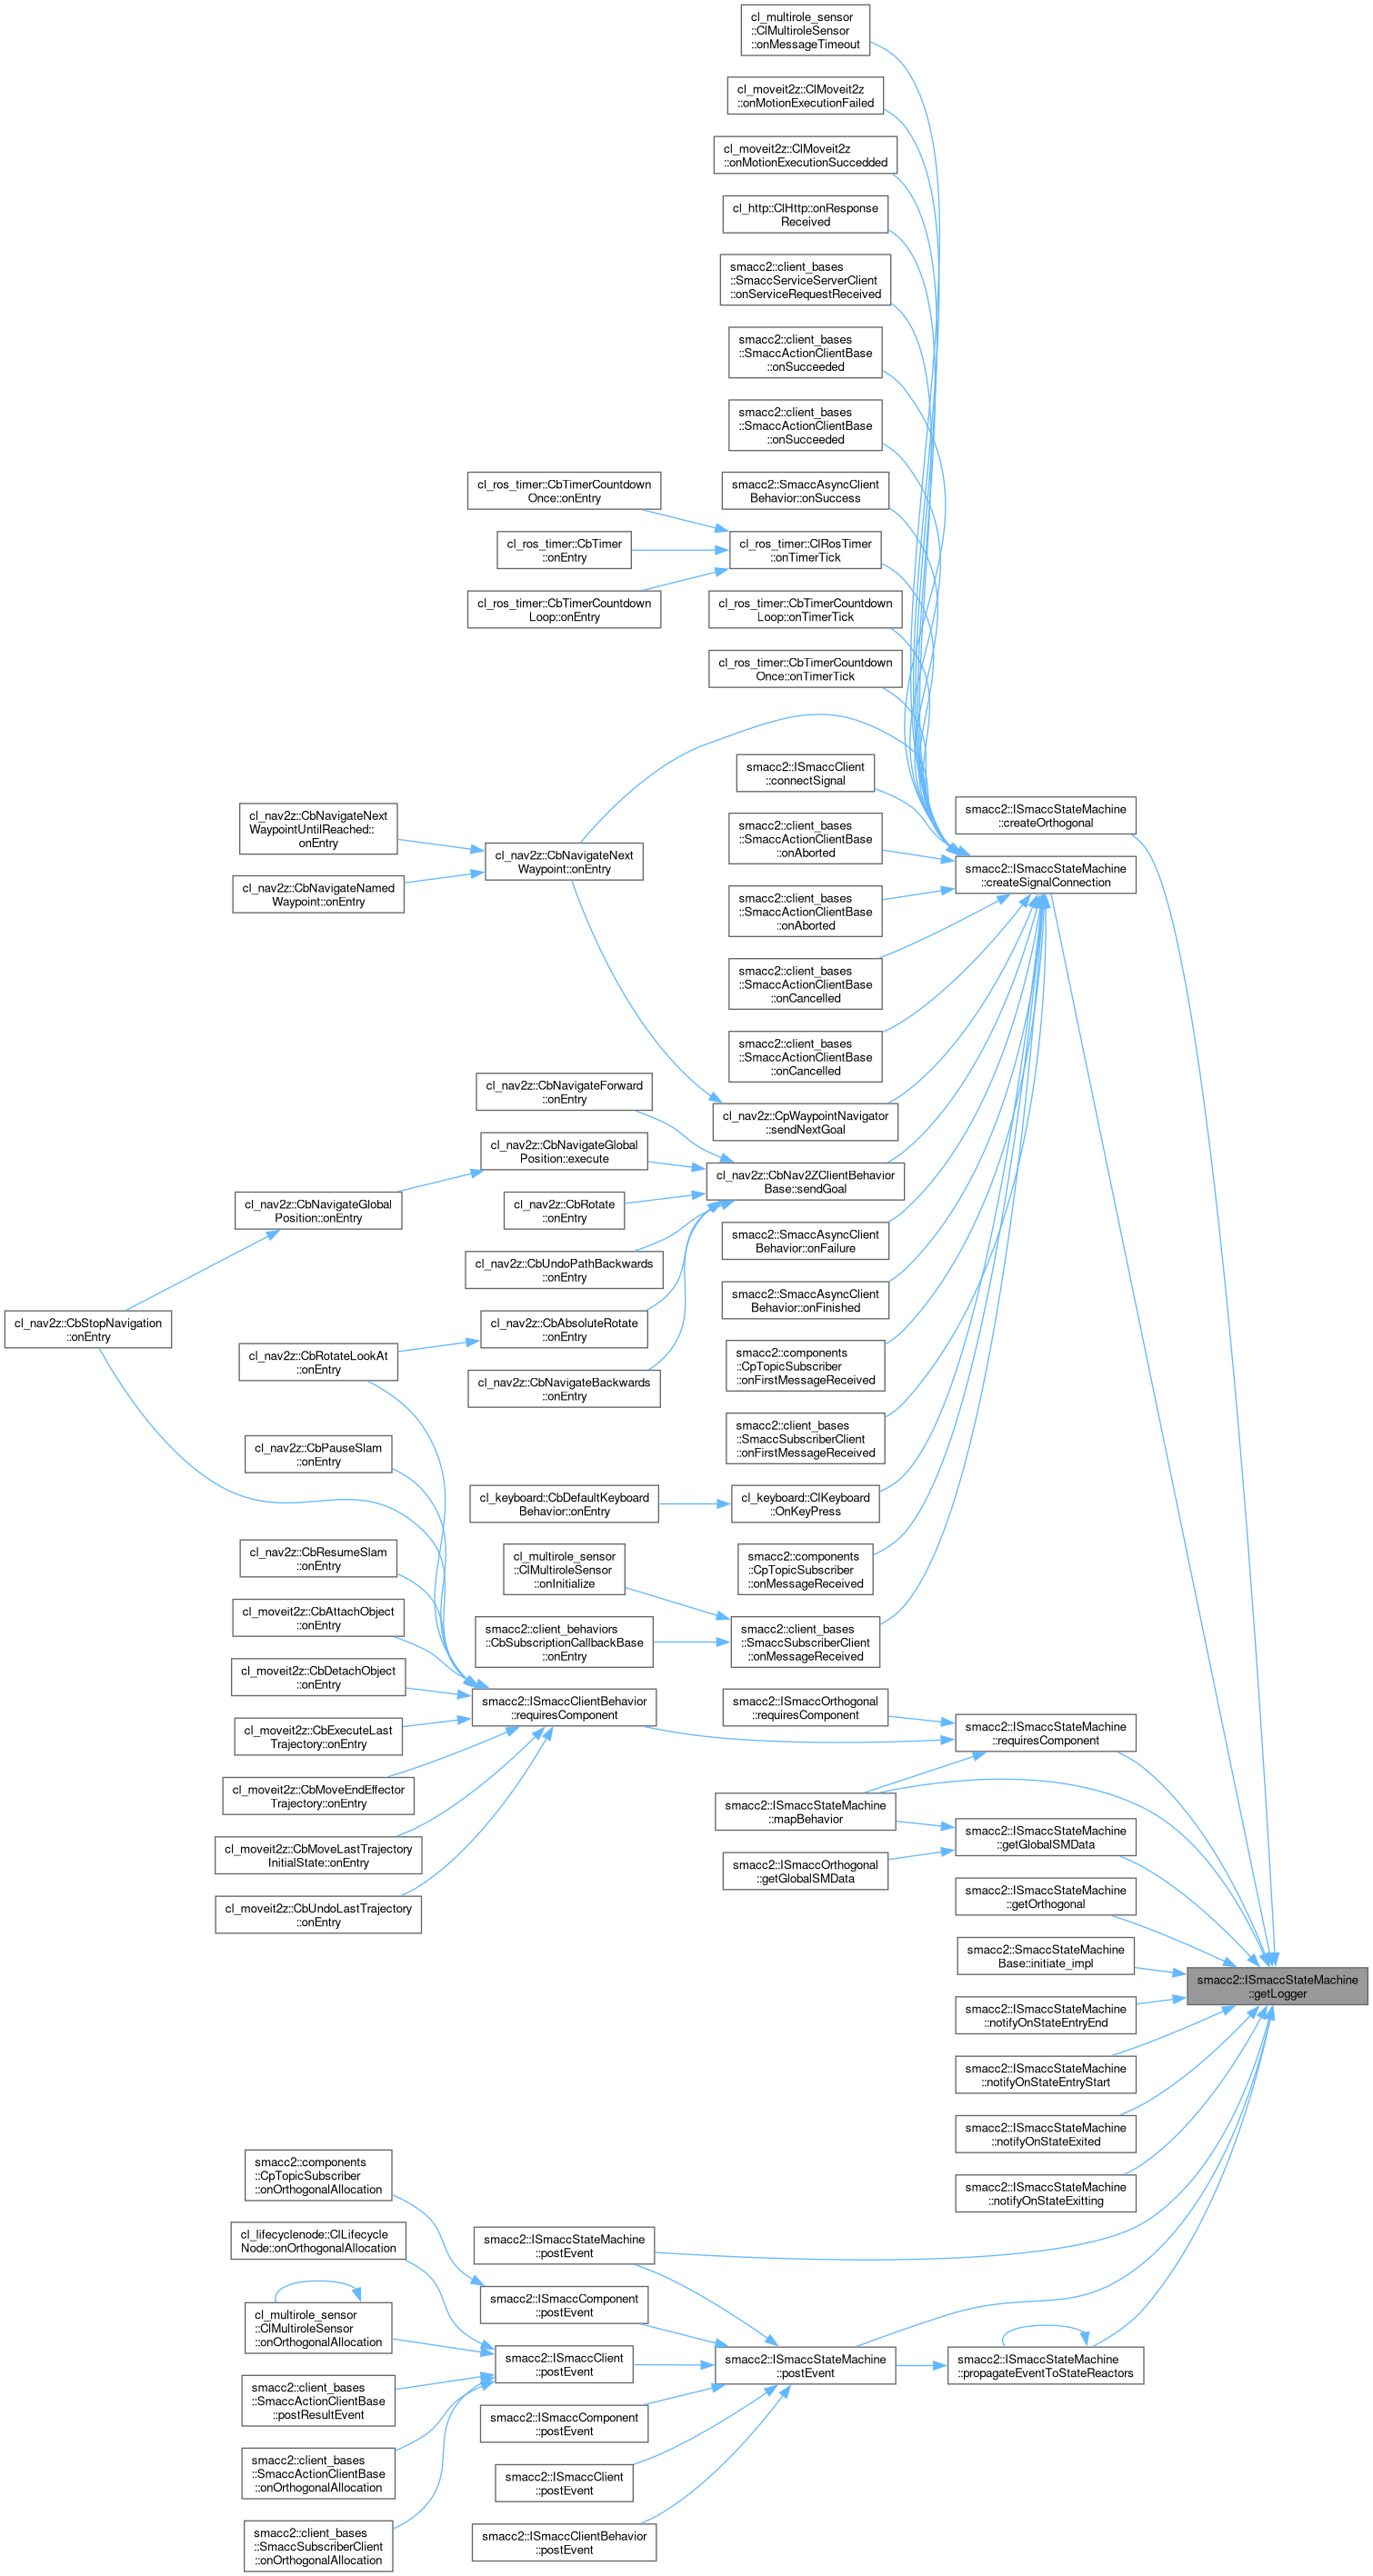 cl_multirole_sensor
::ClMultiroleSensor
::onMessageTimeout
cl_moveit2z::ClMoveit2z
::onMotionExecutionFailed
cl_moveit2z::ClMoveit2z
::onMotionExecutionSuccedded
cl_http::ClHttp::onResponse
Received
smacc2::client_bases
::SmaccServiceServerClient
::onServiceRequestReceived
smacc2::client_bases
::SmaccActionClientBase
::onSucceeded
smacc2::client_bases
::SmaccActionClientBase
::onSucceeded
cl_ros_timer::CbTimerCountdown
Once::onEntry
smacc2::SmaccAsyncClient
Behavior::onSuccess
cl_ros_timer::CbTimer
::onEntry
cl_ros_timer::ClRosTimer
::onTimerTick
cl_ros_timer::CbTimerCountdown
Loop::onEntry
cl_ros_timer::CbTimerCountdown
Loop::onTimerTick
cl_ros_timer::CbTimerCountdown
Once::onTimerTick
smacc2::ISmaccClient
::connectSignal
smacc2::ISmaccStateMachine
::createOrthogonal
cl_nav2z::CbNavigateNext
WaypointUntilReached::
onEntry
smacc2::client_bases
::SmaccActionClientBase
::onAborted
cl_nav2z::CbNavigateNext
Waypoint::onEntry
smacc2::ISmaccStateMachine
::createSignalConnection
cl_nav2z::CbNavigateNamed
Waypoint::onEntry
smacc2::client_bases
::SmaccActionClientBase
::onAborted
smacc2::client_bases
::SmaccActionClientBase
::onCancelled
smacc2::client_bases
::SmaccActionClientBase
::onCancelled
cl_nav2z::CbNavigateForward
::onEntry
cl_nav2z::CpWaypointNavigator
::sendNextGoal
cl_nav2z::CbNavigateGlobal
Position::execute
cl_nav2z::CbNav2ZClientBehavior
Base::sendGoal
cl_nav2z::CbNavigateGlobal
Position::onEntry
cl_nav2z::CbRotate
::onEntry
smacc2::SmaccAsyncClient
Behavior::onFailure
cl_nav2z::CbUndoPathBackwards
::onEntry
smacc2::SmaccAsyncClient
Behavior::onFinished
cl_nav2z::CbStopNavigation
::onEntry
cl_nav2z::CbAbsoluteRotate
::onEntry
cl_nav2z::CbRotateLookAt
::onEntry
smacc2::components
::CpTopicSubscriber
::onFirstMessageReceived
cl_nav2z::CbNavigateBackwards
::onEntry
smacc2::client_bases
::SmaccSubscriberClient
::onFirstMessageReceived
cl_nav2z::CbPauseSlam
::onEntry
cl_keyboard::CbDefaultKeyboard
Behavior::onEntry
cl_keyboard::ClKeyboard
::OnKeyPress
cl_nav2z::CbResumeSlam
::onEntry
cl_multirole_sensor
::ClMultiroleSensor
::onInitialize
smacc2::components
::CpTopicSubscriber
::onMessageReceived
cl_moveit2z::CbAttachObject
::onEntry
smacc2::client_behaviors
::CbSubscriptionCallbackBase
::onEntry
smacc2::client_bases
::SmaccSubscriberClient
::onMessageReceived
cl_moveit2z::CbDetachObject
::onEntry
smacc2::ISmaccClientBehavior
::requiresComponent
smacc2::ISmaccOrthogonal
::requiresComponent
cl_moveit2z::CbExecuteLast
Trajectory::onEntry
smacc2::ISmaccStateMachine
::requiresComponent
cl_moveit2z::CbMoveEndEffector
Trajectory::onEntry
smacc2::ISmaccStateMachine
::mapBehavior
cl_moveit2z::CbMoveLastTrajectory
InitialState::onEntry
smacc2::ISmaccStateMachine
::getGlobalSMData
smacc2::ISmaccOrthogonal
::getGlobalSMData
cl_moveit2z::CbUndoLastTrajectory
::onEntry
smacc2::ISmaccStateMachine
::getOrthogonal
smacc2::SmaccStateMachine
Base::initiate_impl
smacc2::ISmaccStateMachine
::getLogger
smacc2::ISmaccStateMachine
::notifyOnStateEntryEnd
smacc2::ISmaccStateMachine
::notifyOnStateEntryStart
smacc2::ISmaccStateMachine
::notifyOnStateExited
smacc2::ISmaccStateMachine
::notifyOnStateExitting
smacc2::components
::CpTopicSubscriber
::onOrthogonalAllocation
cl_lifecyclenode::ClLifecycle
Node::onOrthogonalAllocation
smacc2::ISmaccStateMachine
::postEvent
smacc2::ISmaccComponent
::postEvent
cl_multirole_sensor
::ClMultiroleSensor
::onOrthogonalAllocation
smacc2::ISmaccClient
::postEvent
smacc2::ISmaccStateMachine
::postEvent
smacc2::ISmaccStateMachine
::propagateEventToStateReactors
smacc2::client_bases
::SmaccActionClientBase
::postResultEvent
smacc2::ISmaccComponent
::postEvent
smacc2::client_bases
::SmaccActionClientBase
::onOrthogonalAllocation
smacc2::ISmaccClient
::postEvent
smacc2::client_bases
::SmaccSubscriberClient
::onOrthogonalAllocation
smacc2::ISmaccClientBehavior
::postEvent